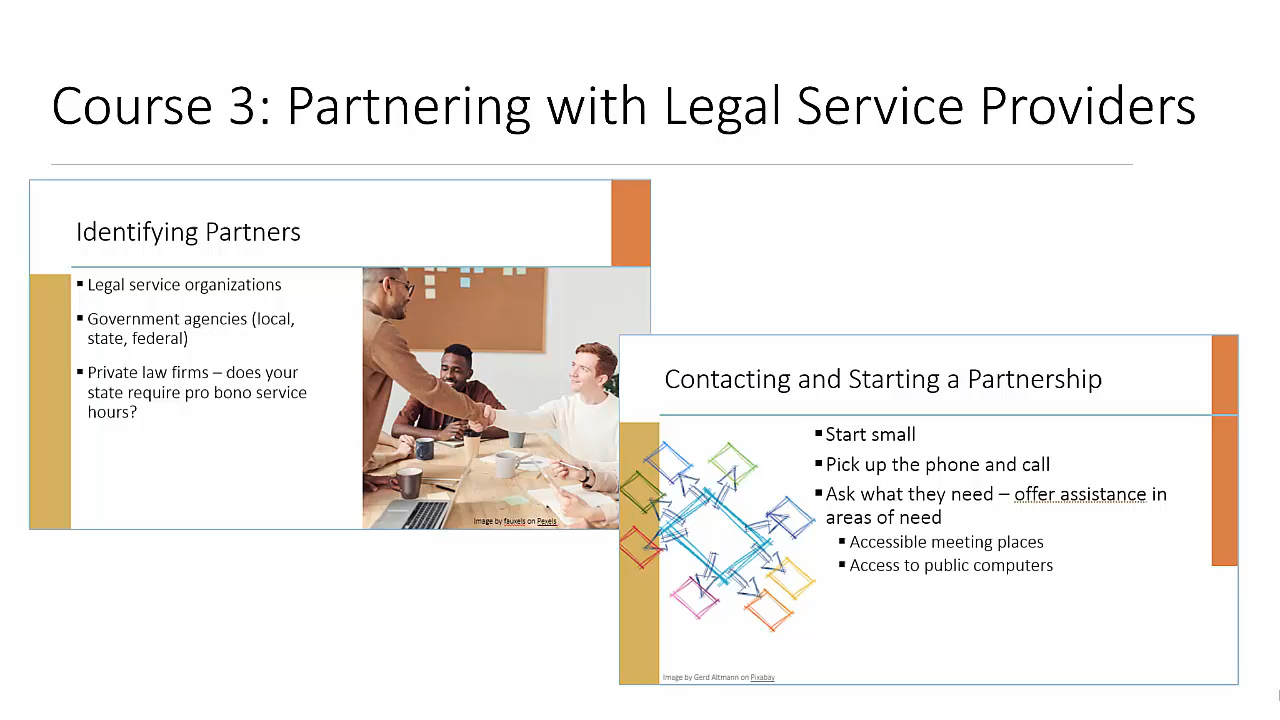 Course 3: Partnering with Legal Service Providers
Identifying Partners
▪ Legal service organizations
▪ Government agencies (local,
state, federal)
▪ Private law firms – does your
state require pro bono service
hours?
Image by fauxels on Pexels
Contacting and Starting a Partnership
▪ Start small
▪ Pick up the phone and call
▪ Ask what they need – offer assistance in
areas of need
▪ Accessible meeting places
▪ Access to public computers
Image by Gerd Altmann on Pixabay